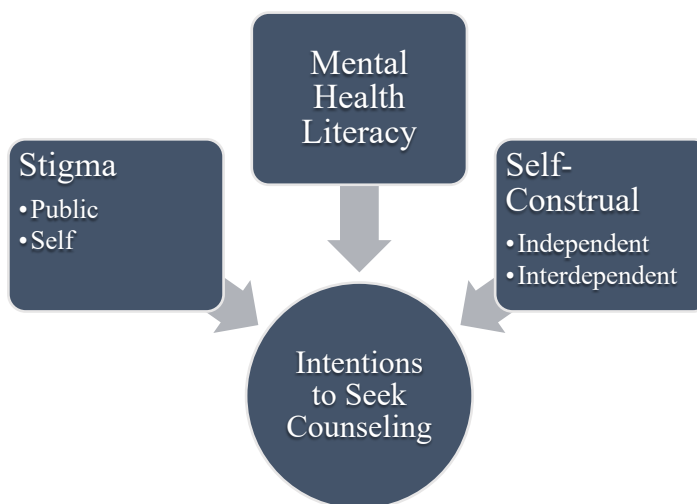 Mental
Health
Literacy
Stigma
•Public
•Self
Self-
Construal
•Independent
•Interdependent
Intentions
to Seek
Counseling